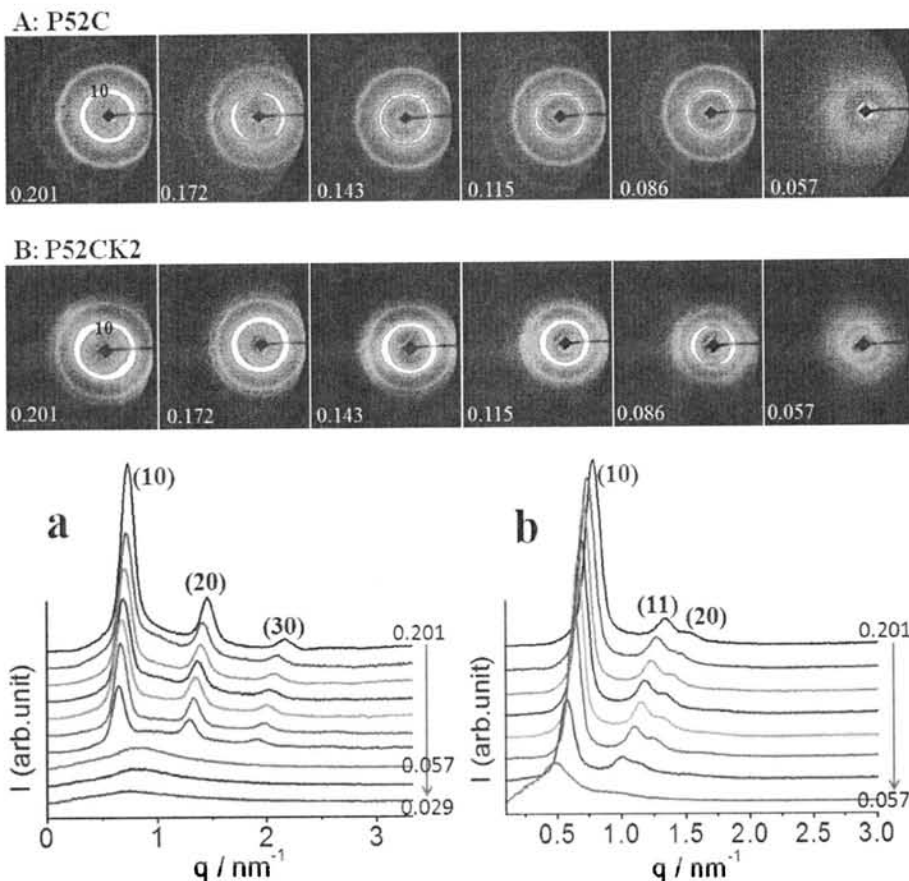 A: P52C
10
0.201 0.172 0.143 0.115 0.086 0.057
B: P52CK2
10
0.201 0.172 0.143 0.115 0.086 0.057
a
(10)
(20)
(30)
0.201
0.057
0.029
I (arb.unit)
0 1 2 3
q / nm⁻¹
b
(10)
(11)
(20)
0.201
0.057
I (arb.unit)
0.5 1.0 1.5 2.0 2.5 3.0
q / nm⁻¹